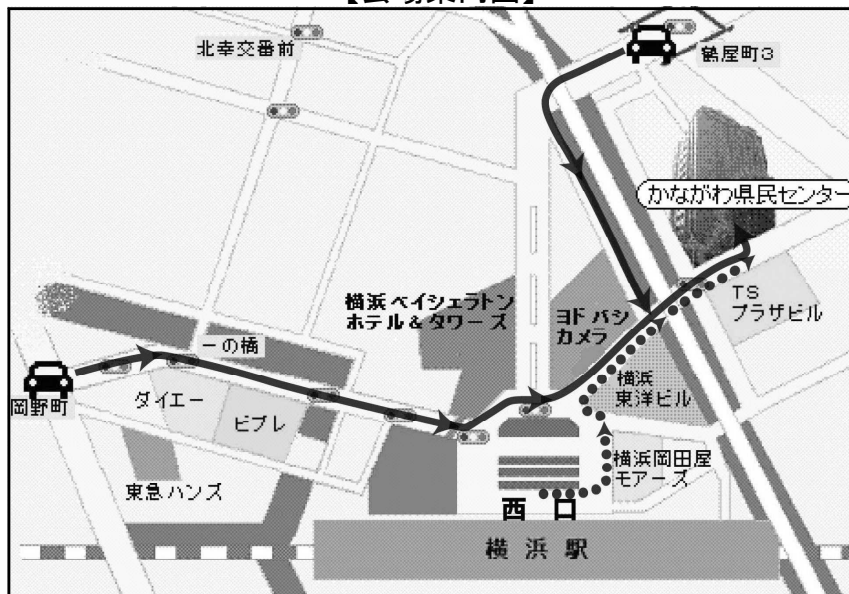 【会場案内図】
北幸交番前
鶴屋町3
かながわ県民センター
横浜ベイシェラトン
ホテル&タワーズ
ヨドバシ
カメラ
TS
プラザビル
一の橋
岡野町
ダイエー
ビブレ
横浜
東洋ビル
東急ハンズ
横浜岡田屋
モアーズ
西口
横浜駅